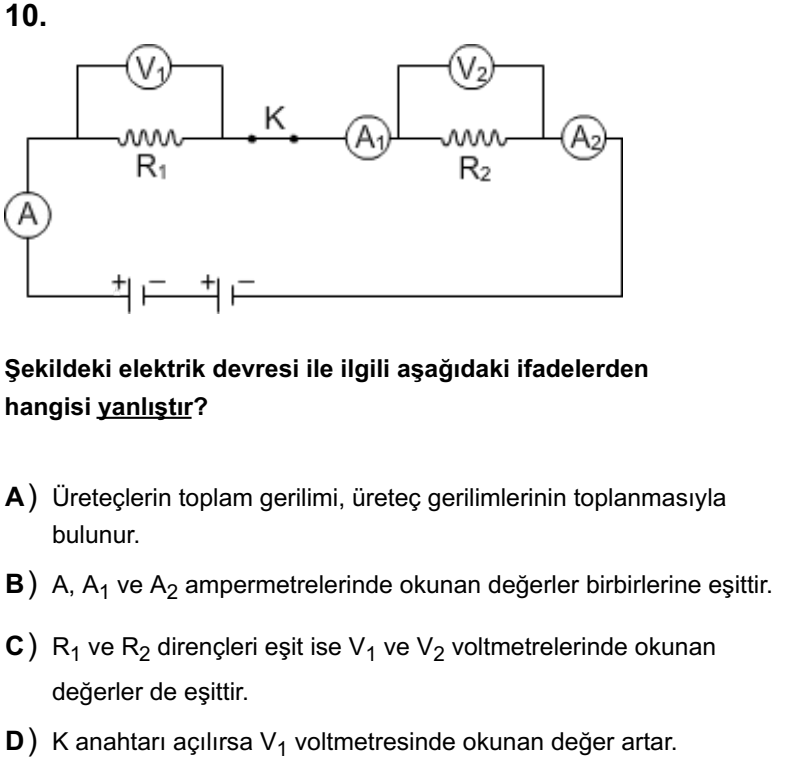 10.
V1
V2
K
A1
A2
R1
R2
A
+ − + −
Şekildeki elektrik devresi ile ilgili aşağıdaki ifadelerden
hangisi yanlıştır?
A) Üreteçlerin toplam gerilimi, üreteç gerilimlerinin toplanmasıyla
bulunur.
B) A, A1 ve A2 ampermetrelerinde okunan değerler birbirlerine eşittir.
C) R1 ve R2 dirençleri eşit ise V1 ve V2 voltmetrelerinde okunan
değerler de eşittir.
D) K anahtarı açılırsa V1 voltmetresinde okunan değer artar.